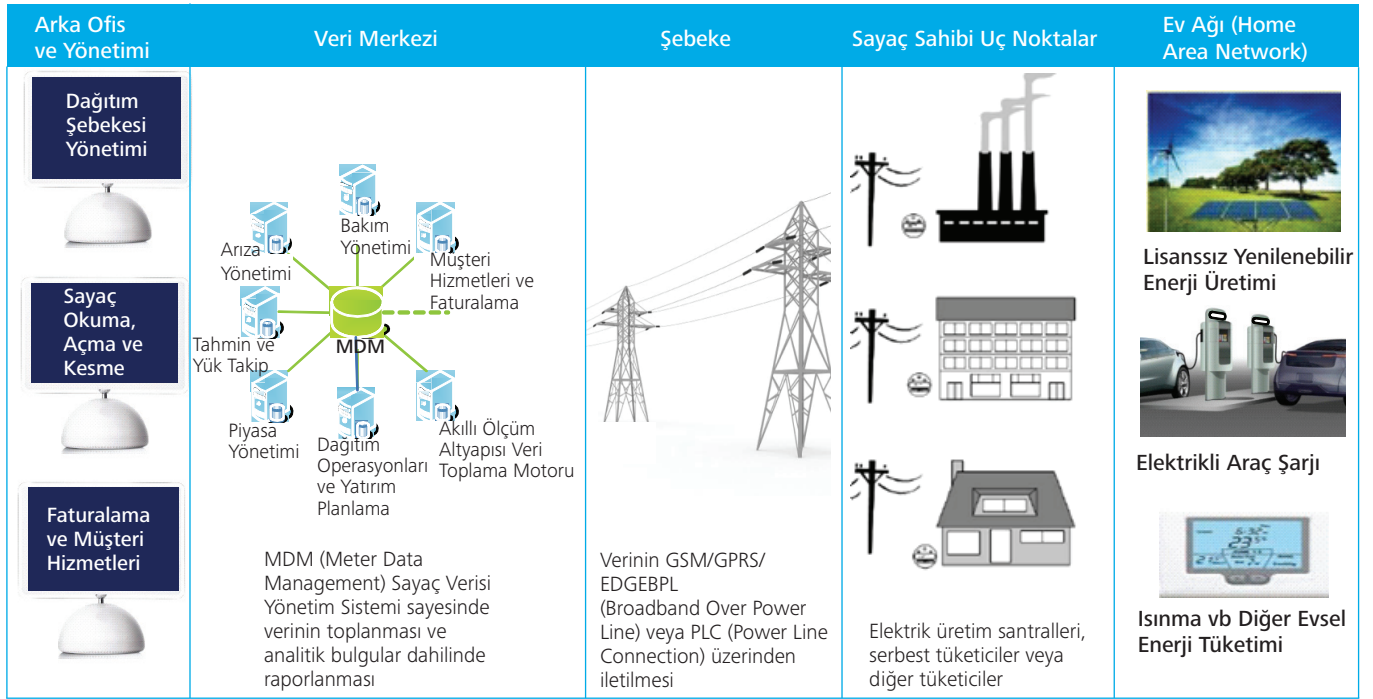 Arka Ofis
ve Yönetimi
Veri Merkezi
Şebeke
Sayaç Sahibi Uç Noktalar
Ev Ağı (Home
Area Network)
Dağıtım
Şebekesi
Yönetimi
Sayaç
Okuma,
Açma ve
Kesme
Faturalama
ve Müşteri
Hizmetleri
Bakım
Yönetimi
Arıza
Yönetimi
Müşteri
Hizmetleri ve
Faturalama
MDM
Tahmin ve
Yük Takip
Piyasa
Yönetimi
Dağıtım
Operasyonları
ve Yatırım
Planlama
Akıllı Ölçüm
Altyapısı Veri
Toplama Motoru
MDM (Meter Data
Management) Sayaç Verisi
Yönetim Sistemi sayesinde
verinin toplanması ve
analitik bulgular dahilinde
raporlanması
Verinin GSM/GPRS/
EDGEBPL
(Broadband Over Power
Line) veya PLC (Power Line
Connection) üzerinden
iletilmesi
Elektrik üretim santralleri,
serbest tüketiciler veya
diğer tüketiciler
Lisanssız Yenilenebilir
Enerji Üretimi
Elektrikli Araç Şarjı
Isınma vb Diğer Evsel
Enerji Tüketimi